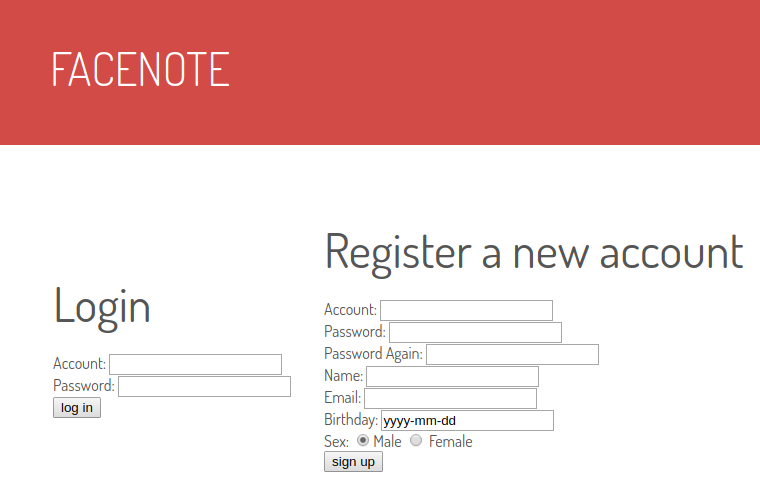 FACENOTE
Login
Account:
Password:
log in
Register a new account
Account:
Password:
Password Again:
Name:
Email:
Birthday: yyyy-mm-dd
Sex: Male Female
sign up